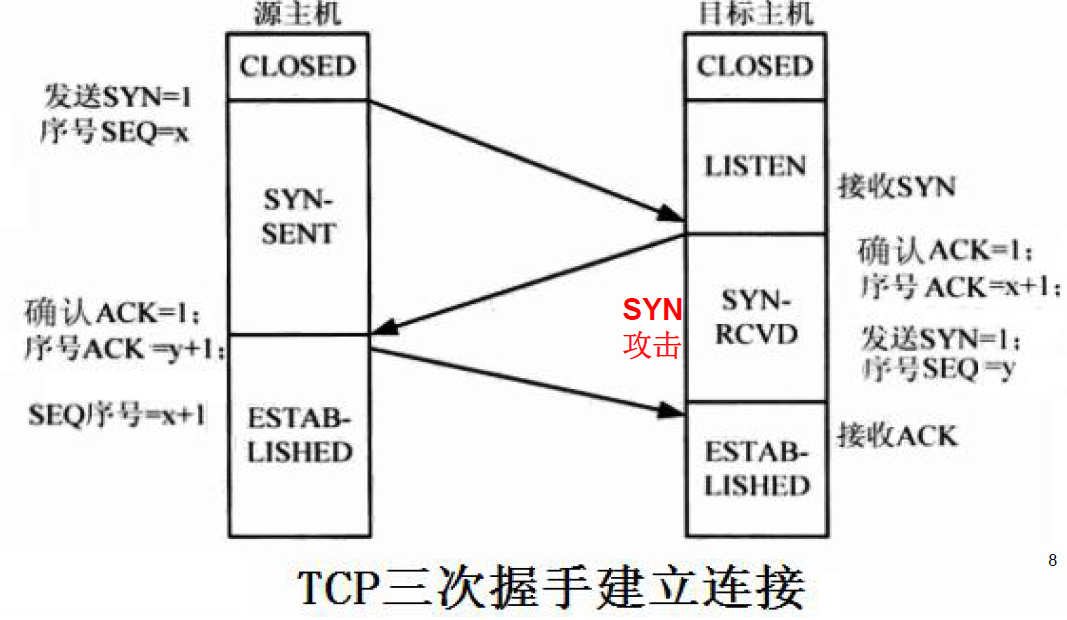 源主机
目标主机
CLOSED
CLOSED
发送SYN=1
序号SEQ=x
LISTEN
接收SYN
SYN-
SENT
确认ACK=1;
序号ACK=x+1;
SYN
攻击
SYN-
RCVD
确认ACK=1;
序号ACK =y+1;
发送SYN=1;
序号SEQ =y
SEQ序号=x+1
ESTAB-
LISHED
接收ACK
ESTAB-
LISHED
TCP三次握手建立连接
8